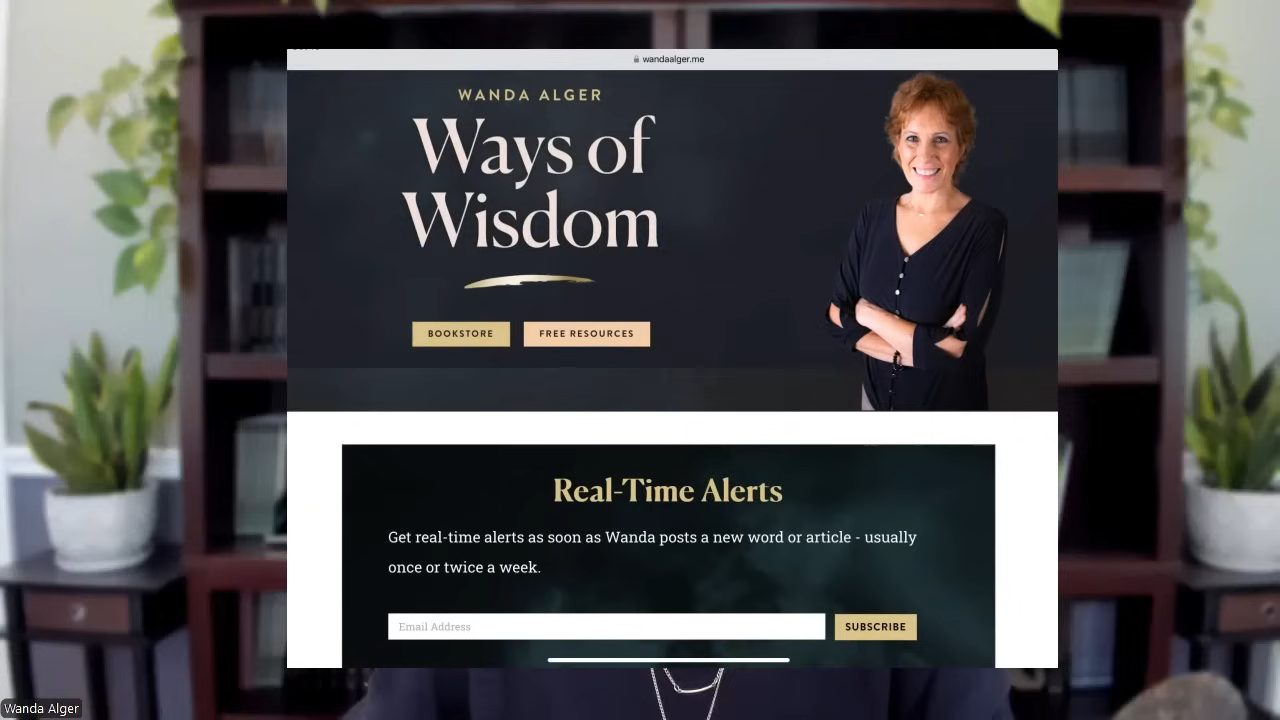 wandaalger.me
WANDA ALGER
Ways of
Wisdom
BOOKSTORE
FREE RESOURCES
Real-Time Alerts
Get real-time alerts as soon as Wanda posts a new word or article - usually
once or twice a week.
Email Address
SUBSCRIBE
Wanda Alger